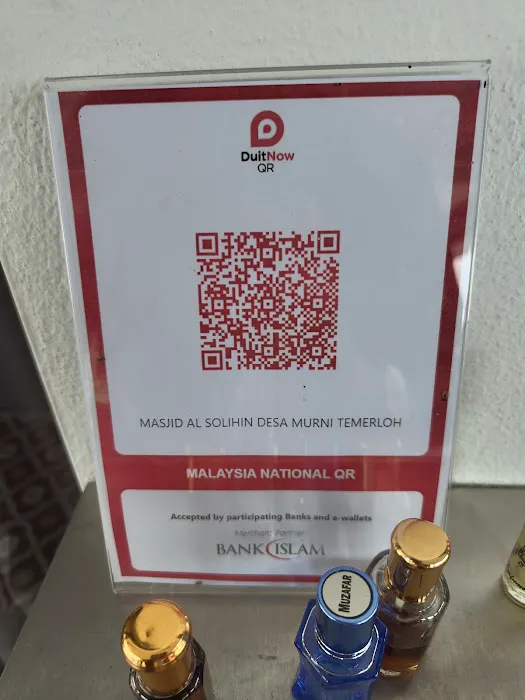 DuitNow
QR
MASJID AL SOLIHIN DESA MURNI TEMERLOH
MALAYSIA NATIONAL QR
Accepted by participating Banks and e-wallets
Merchant Partner
BANK ISLAM
MUZAFAR